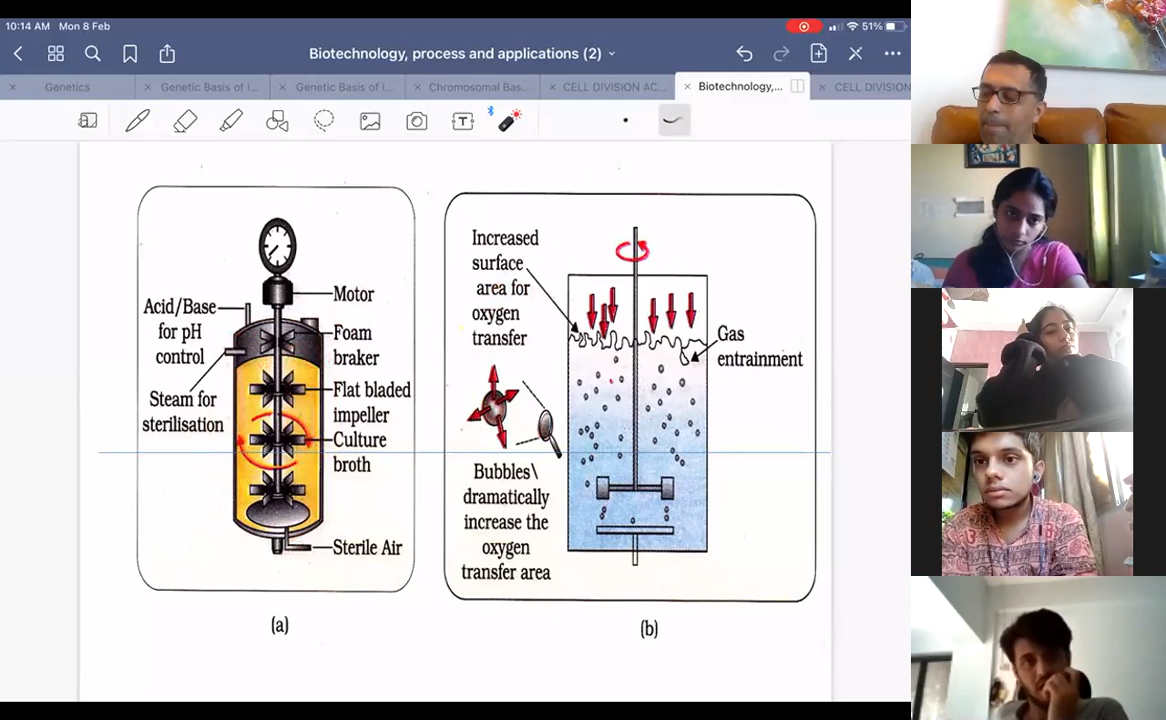 10:14 AM Mon 8 Feb
51%
Biotechnology, process and applications (2)
Genetics
Genetic Basis of I...
Genetic Basis of I...
Chromosomal Bas...
CELL DIVISION AC...
Biotechnology,...
CELL DIVISION
T
Acid/Base
for pH
control
Steam for
sterilisation
Motor
Foam
braker
Flat bladed
impeller
Culture
broth
Sterile Air
(a)
Increased
surface
area for
oxygen
transfer
Gas
entrainment
Bubbles\
dramatically
increase the
oxygen
transfer area
(b)